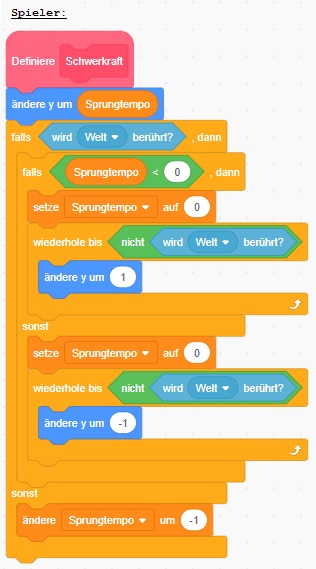 Spieler:
Definiere Schwerkraft
ändere y um Sprungtempo
falls wird Welt berührt? , dann
falls Sprungtempo < 0 , dann
setze Sprungtempo auf 0
wiederhole bis nicht wird Welt berührt?
ändere y um 1
sonst
setze Sprungtempo auf 0
wiederhole bis nicht wird Welt berührt?
ändere y um -1
sonst
ändere Sprungtempo um -1